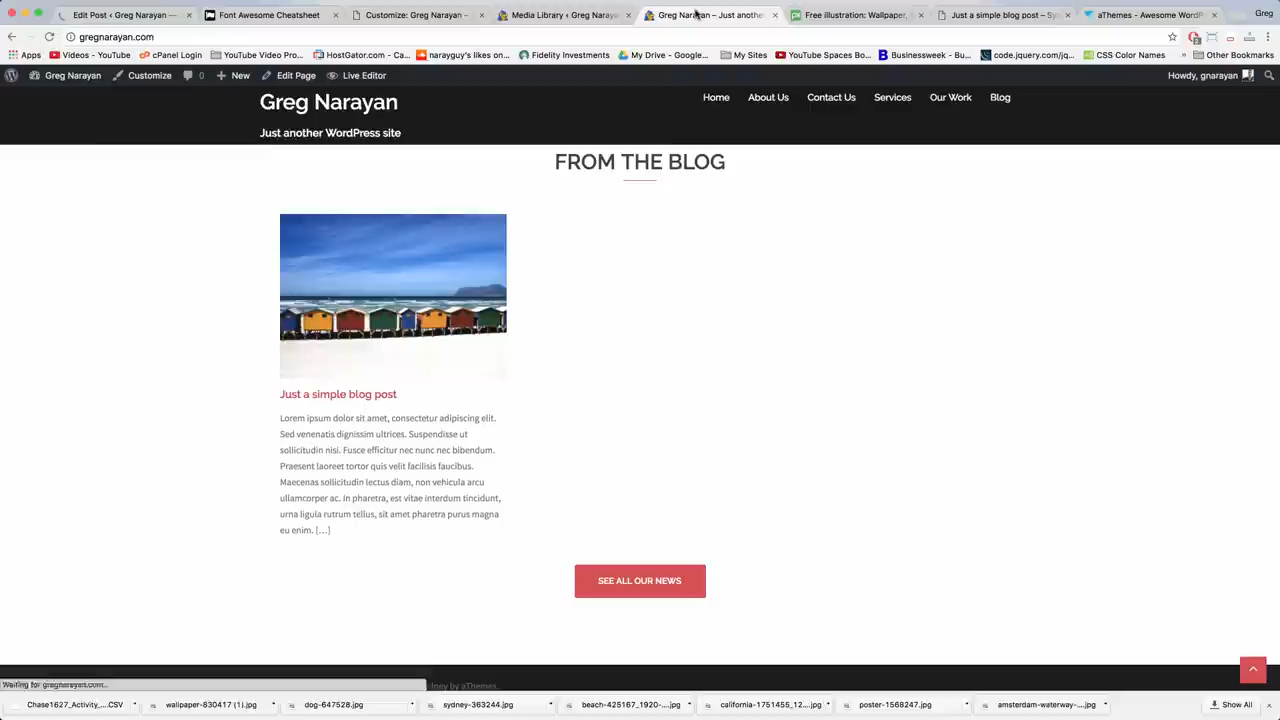 Edit | Greg Narayan — Wor
Font Awesome Cheatsheet
Customize: Greg Narayan –
Media Library ‹ Greg Naraya
Greg Narayan – Just anothe
Free illustration: Wallpaper,
Just a simple blog post – Sy
aThemes - Awesome WordP
Greg
gregnarayan.com
Apps
Videos to Produce
cPanel Login
YouTube Video Pro...
HostGator.com - Ca...
narayguy's likes on...
Fidelity Investments
My Drive - Google...
My Sites
YouTube Spaces Bo...
Businessweek - Bus...
code.jquery.com/jq...
CSS Color Names
Other Bookmarks
Greg Narayan
Customize
0
New
Edit Page
Live Editor
Howdy, gnarayan
Greg Narayan
Just another WordPress site
Home
About Us
Contact Us
Services
Our Work
Blog
FROM THE BLOG
Just a simple blog post
Lorem ipsum dolor sit amet, consectetur adipiscing elit.
Sed venenatis dignissim ultrices. Suspendisse ut
sollicitudin nisi. Fusce efficitur nec nunc nec bibendum.
Praesent laoreet tortor quis velit facilisis faucibus.
Maecenas sollicitudin lectus diam, non vehicula arcu
ullamcorper ac. In pharetra, est vitae interdum tincidunt,
urna ligula rutrum tellus, sit amet pharetra purus magna
eu enim. […]
SEE ALL OUR NEWS
Waiting for gregnarayan.com...
dney by aThemes.
Chase1627_Activity_....CSV
wallpaper-830417 (1).jpg
dog-647528.jpg
sydney-363244.jpg
beach-425167_1920-...jpg
california-1751455_12....jpg
poster-1568247.jpg
amsterdam-waterway-....jpg
Show All